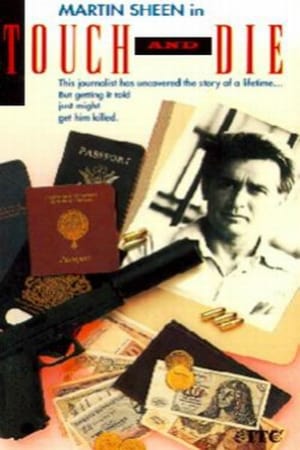 MARTIN SHEEN in
TOUCH AND DIE
This journalist has uncovered the story of a lifetime...
But getting it told
just might
get him killed.
PASSPORT
Passport
ITC